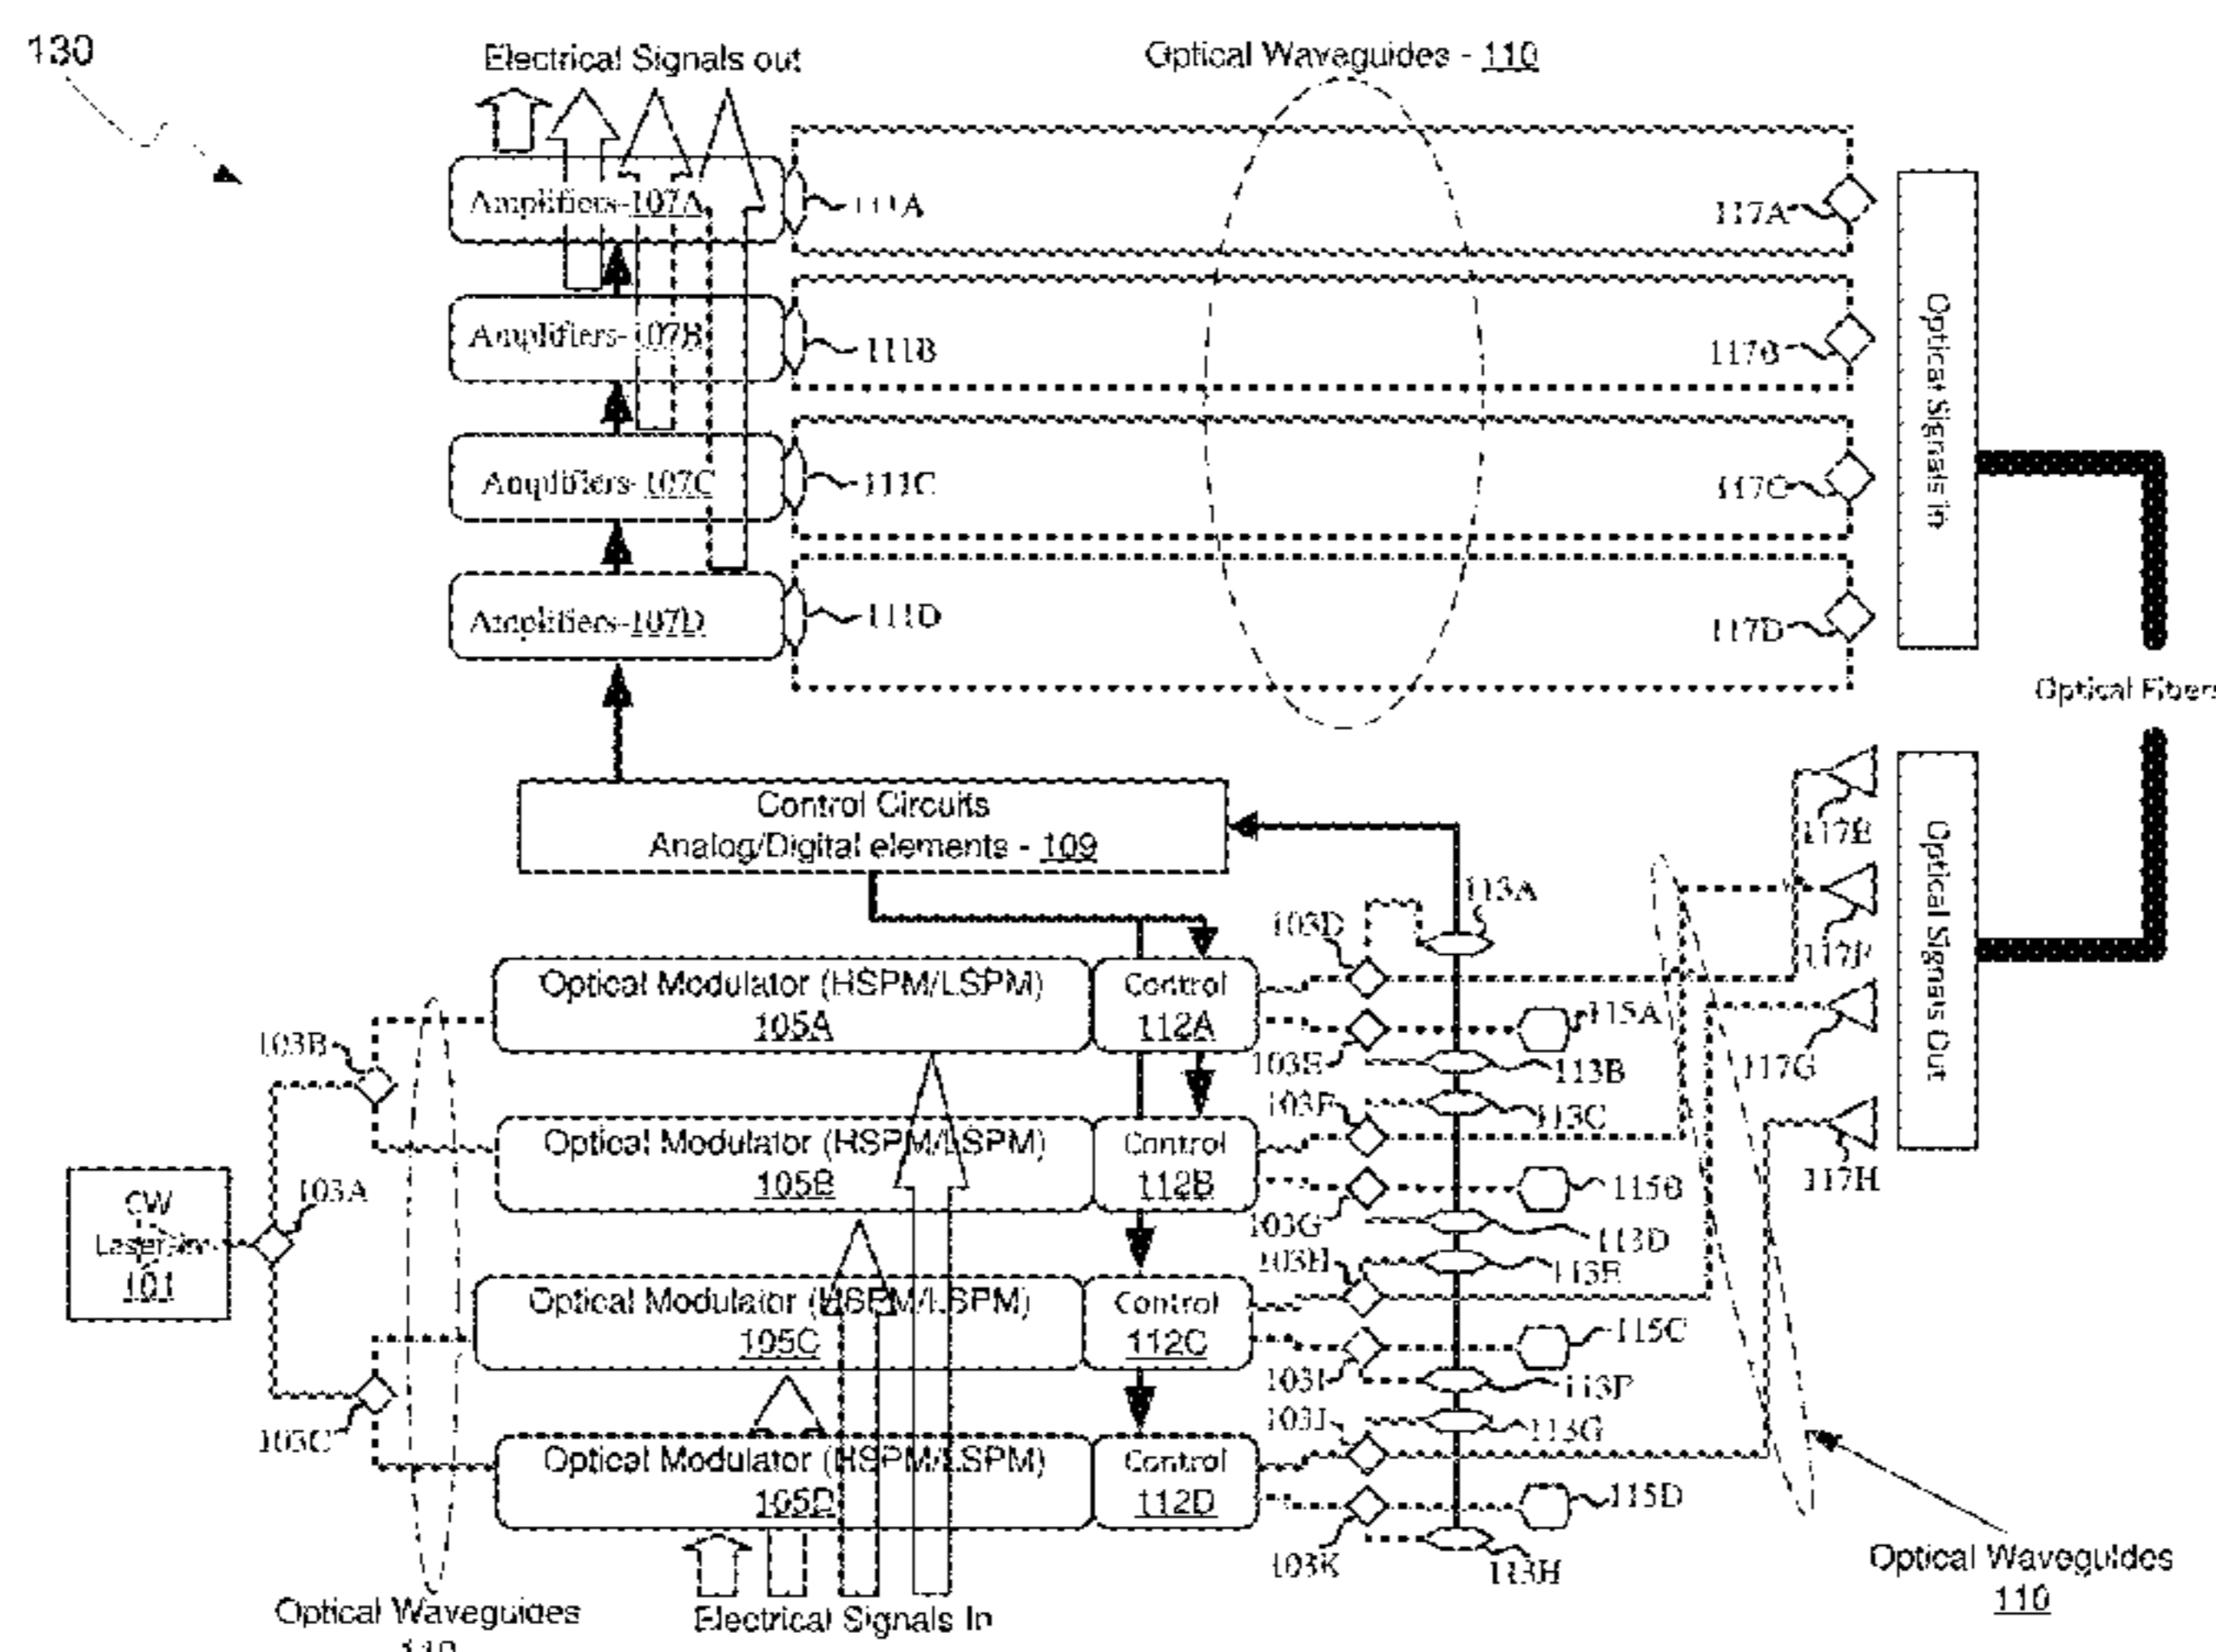 130
Electrical Signals out
Optical Waveguides - 110
Amplifiers-107A
111A
117A
Amplifiers-107B
111B
117B
Optical Signals in
Amplifiers-107C
111C
117C
Amplifiers-107D
111D
117D
Optical Fibers
Control Circuits
Analog/Digital elements - 109
117E
113A
103D
117F
Optical Signals Out
Optical Modulator (HSPM/LSPM)
105A
Control
112A
115A
103B
103E
113B
117G
103F
113C
Optical Modulator (HSPM/LSPM)
105B
Control
112B
115B
117H
CW
Laser In
101
103A
103G
113D
103H
113E
Optical Modulator (HSPM/LSPM)
105C
Control
112C
115C
103I
113F
103C
103J
113G
Optical Modulator (HSPM/LSPM)
105D
Control
112D
115D
103K
113H
Optical Waveguides
110
Optical Waveguides
110
Electrical Signals In